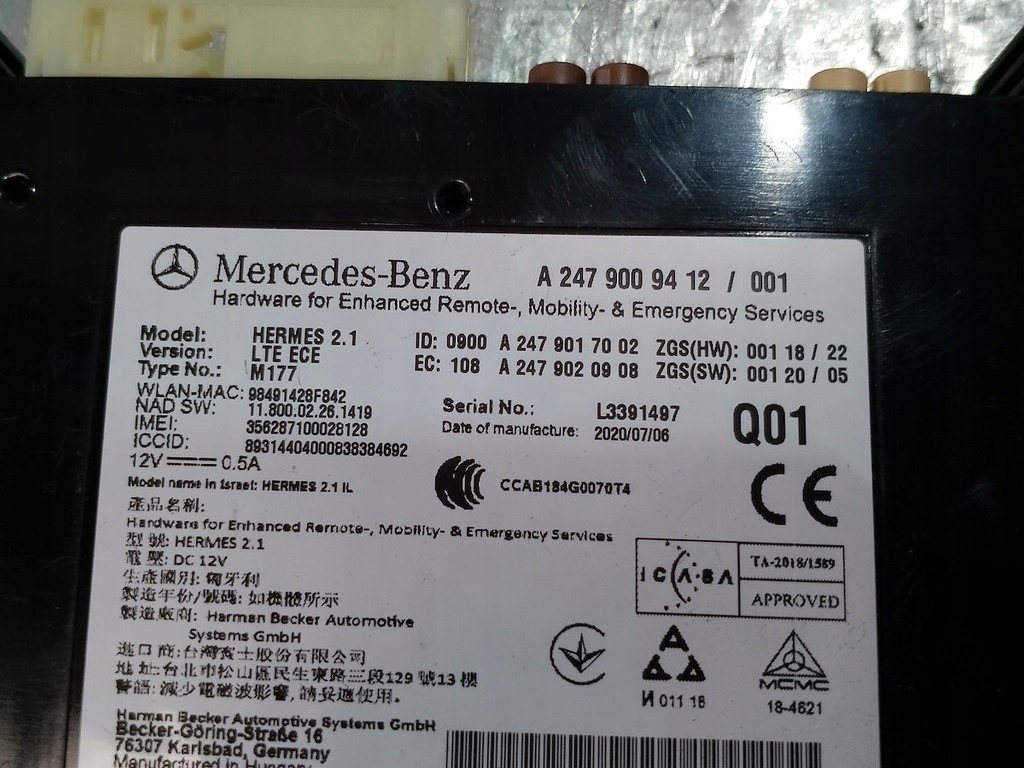 Mercedes-Benz A 247 900 94 12 / 001
Hardware for Enhanced Remote-, Mobility- & Emergency Services
Model: HERMES 2.1 ID: 0900 A 247 901 70 02 ZGS(HW): 001 18 / 22
Version: LTE ECE EC: 108 A 247 902 09 08 ZGS(SW): 001 20 / 05
Type No.: M177
WLAN-MAC: 98491428F842
NAD SW: 11.800.02.26.1419 Serial No.: L3391497 Q01
IMEI: 356287100028128 Date of manufacture: 2020/07/06
ICCID: 89314404000838384692
12V 0.5A
Model name in Israel: HERMES 2.1 IL CCAB184G0070T4 CE
產品名稱:
Hardware for Enhanced Remote-, Mobility- & Emergency Services
型 號: HERMES 2.1
電 壓: DC 12V
生產國別: 匈牙利
製造年份/號碼: 如機體所示
製造廠商: Harman Becker Automotive
Systems GmbH
ICASA TA-2018/1589
APPROVED
進口商:台灣賓士股份有限公司
地 址:台北市松山區民生東路三段129 號13 樓
警語: 減少電磁波影響,請妥適使用.
И 011 18
MCMC
18-4621
Harman Becker Automotive Systems GmbH
Becker-Göring-Straße 16
76307 Karlsbad, Germany
Manufactured in Hungary